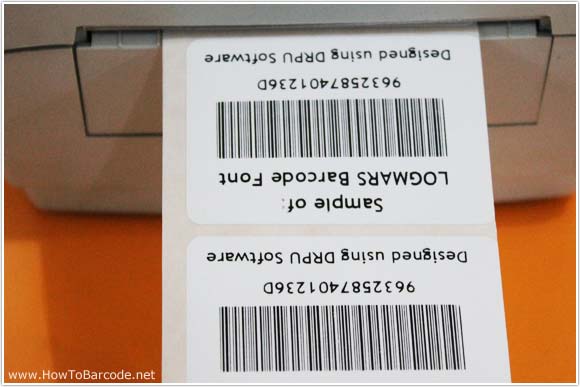 9632587401236D
Designed using DRPU Software
Sample of:
LOGMARS Barcode Font
9632587401236D
Designed using DRPU Software
www.HowToBarcode.net